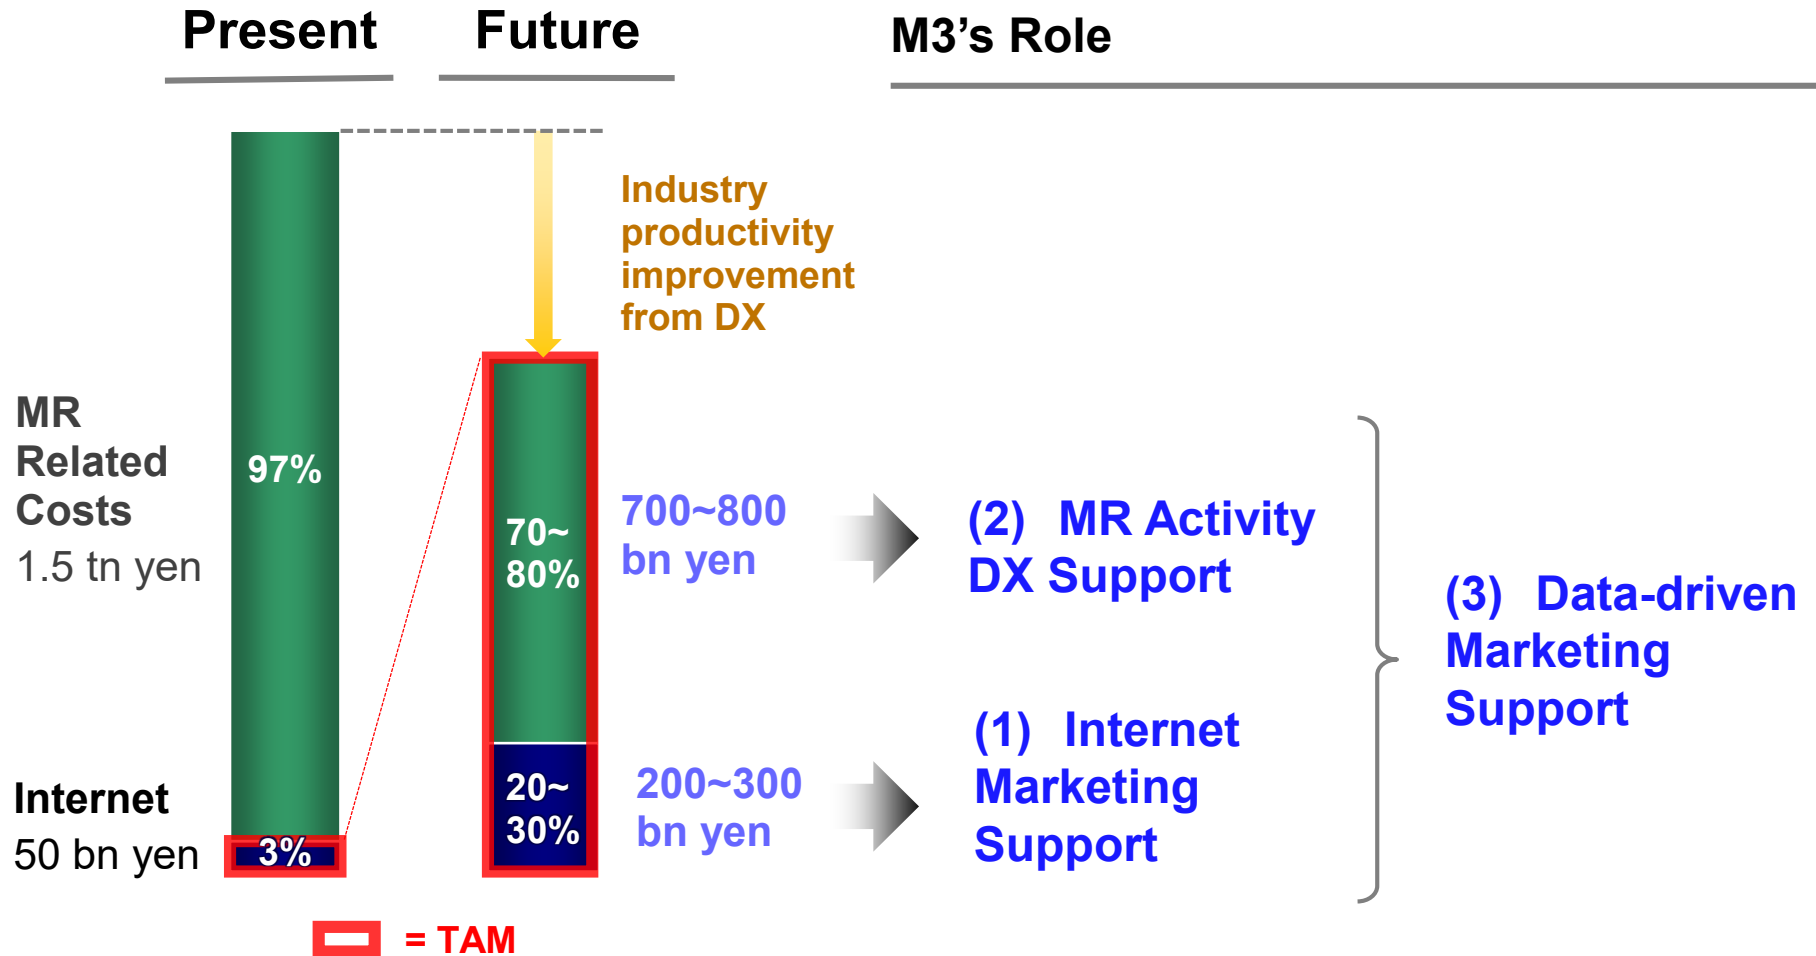 Present
Future
M3’s Role
Industry
productivity
improvement
from DX
MR
Related
Costs
1.5 tn yen
97%
70~
80%
700~800
bn yen
(2) MR Activity
DX Support
(3) Data-driven
Marketing
Support
Internet
50 bn yen
3%
20~
30%
200~300
bn yen
(1) Internet
Marketing
Support
= TAM